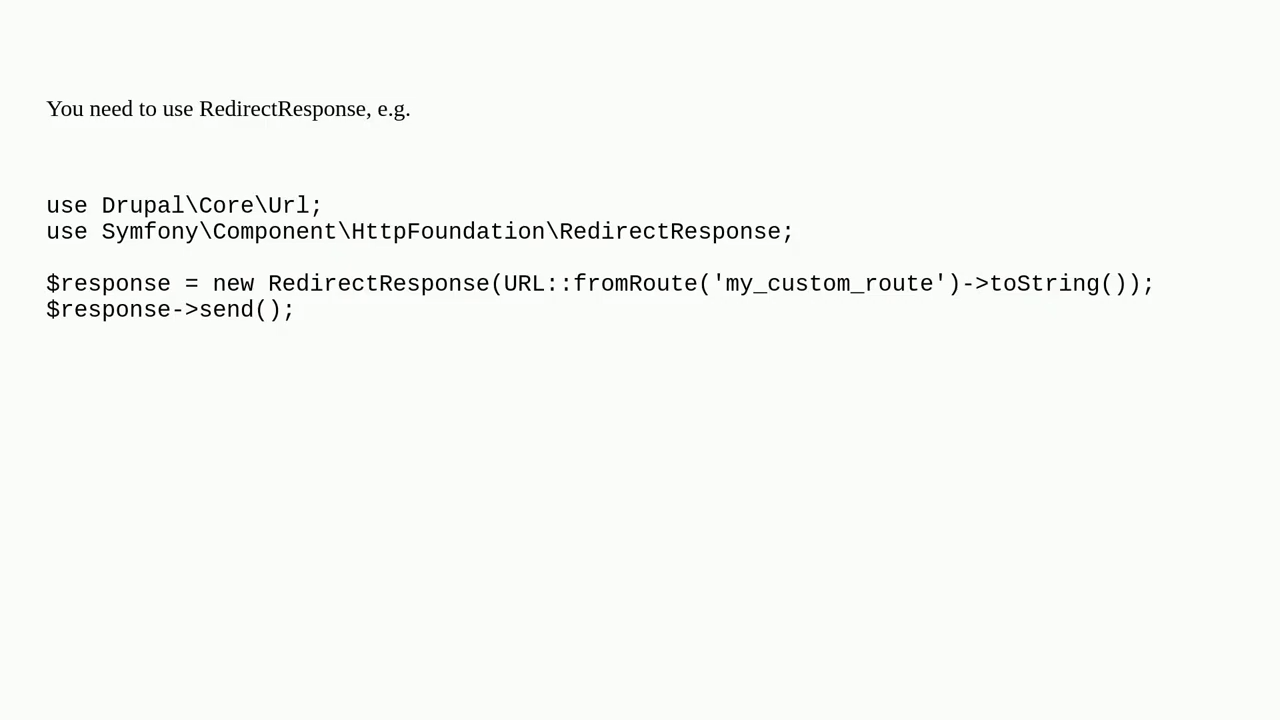 You need to use RedirectResponse, e.g.
use Drupal\Core\Url;
use Symfony\Component\HttpFoundation\RedirectResponse;
$response = new RedirectResponse(URL::fromRoute('my_custom_route')->toString());
$response->send();